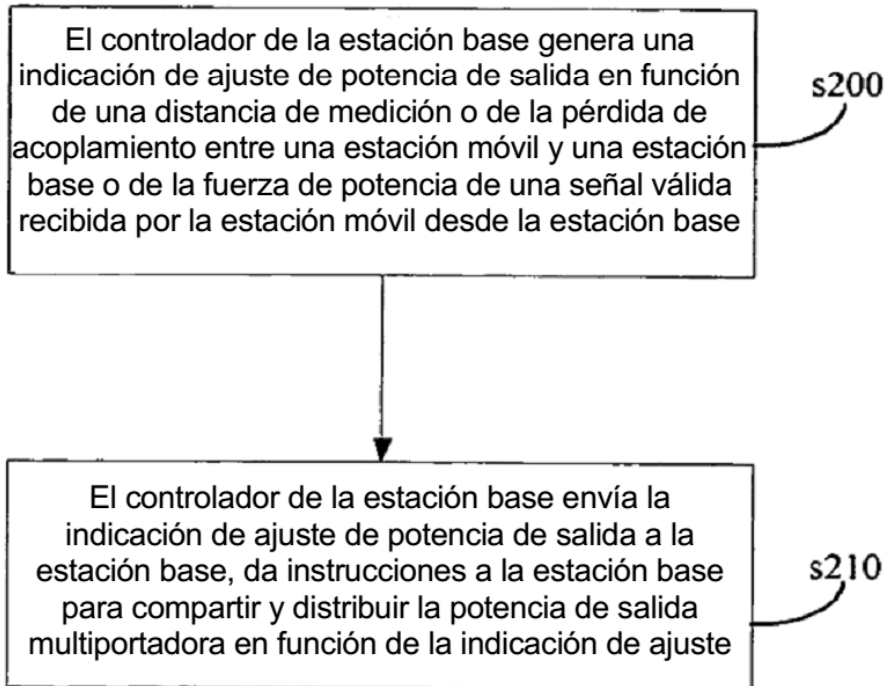 El controlador de la estación base genera una
indicación de ajuste de potencia de salida en función
de una distancia de medición o de la pérdida de
acoplamiento entre una estación móvil y una estación
base o de la fuerza de potencia de una señal válida
recibida por la estación móvil desde la estación base
s200
El controlador de la estación base envía la
indicación de ajuste de potencia de salida a la
estación base, da instrucciones a la estación base
para compartir y distribuir la potencia de salida
multiportadora en función de la indicación de ajuste
s210